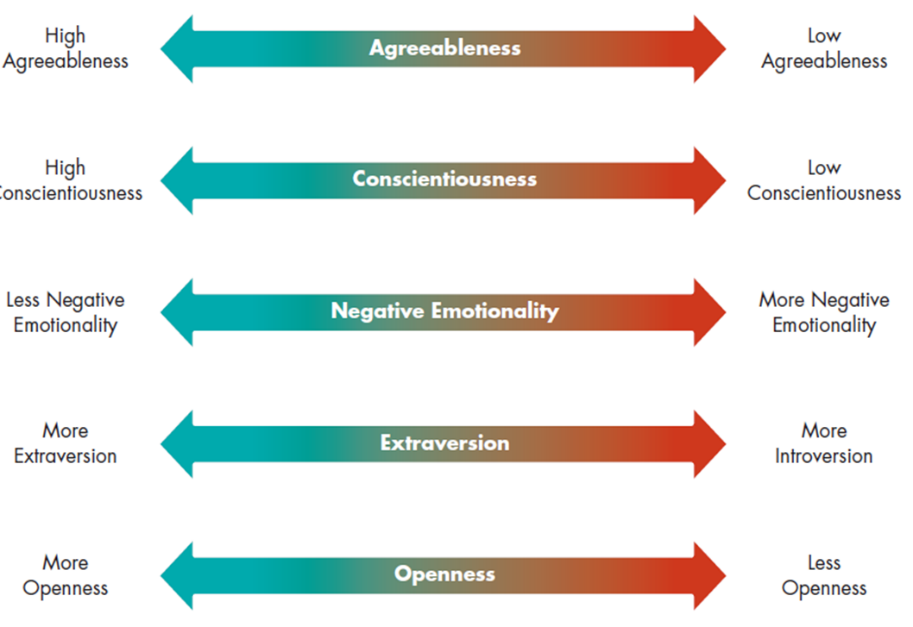 High
Agreeableness
Agreeableness
Low
Agreeableness
High
Conscientiousness
Conscientiousness
Low
Conscientiousness
Less Negative
Emotionality
Negative Emotionality
More Negative
Emotionality
More
Extraversion
Extraversion
More
Introversion
More
Openness
Openness
Less
Openness